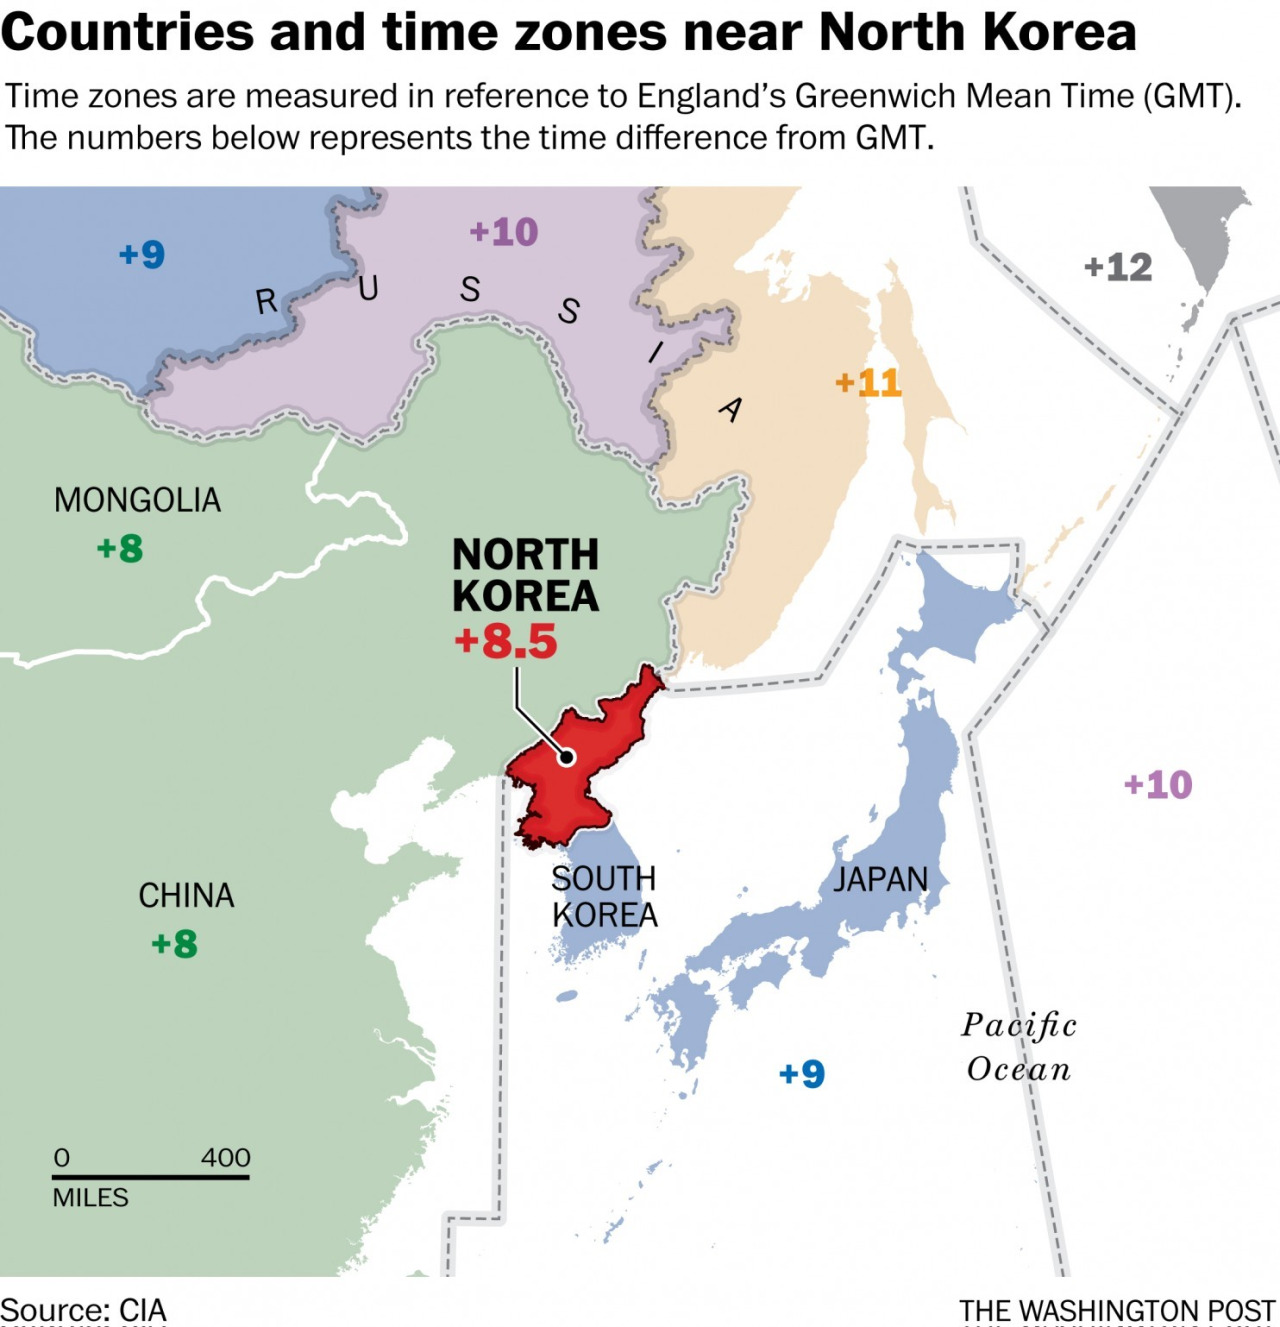 Countries and time zones near North Korea
Time zones are measured in reference to England’s Greenwich Mean Time (GMT).
The numbers below represents the time difference from GMT.
+9
+10
+12
R U S S I A
+11
MONGOLIA
+8
NORTH
KOREA
+8.5
+10
SOUTH
KOREA
JAPAN
CHINA
+8
Pacific
Ocean
+9
0 400
MILES
Source: CIA
THE WASHINGTON POST